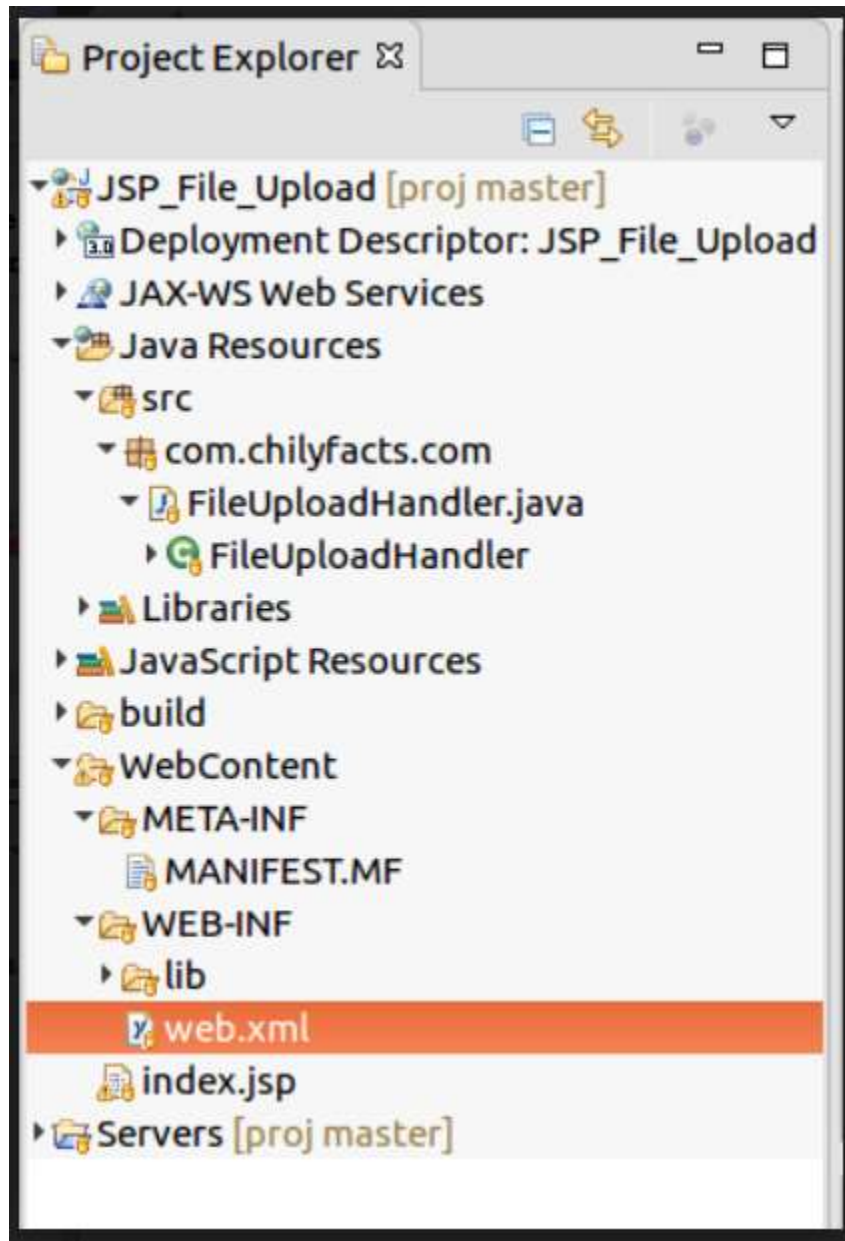 Project Explorer
JSP_File_Upload [proj master]
3.0 Deployment Descriptor: JSP_File_Upload
JAX-WS Web Services
Java Resources
src
com.chilyfacts.com
FileUploadHandler.java
FileUploadHandler
Libraries
JavaScript Resources
build
WebContent
META-INF
MANIFEST.MF
WEB-INF
lib
web.xml
index.jsp
Servers [proj master]